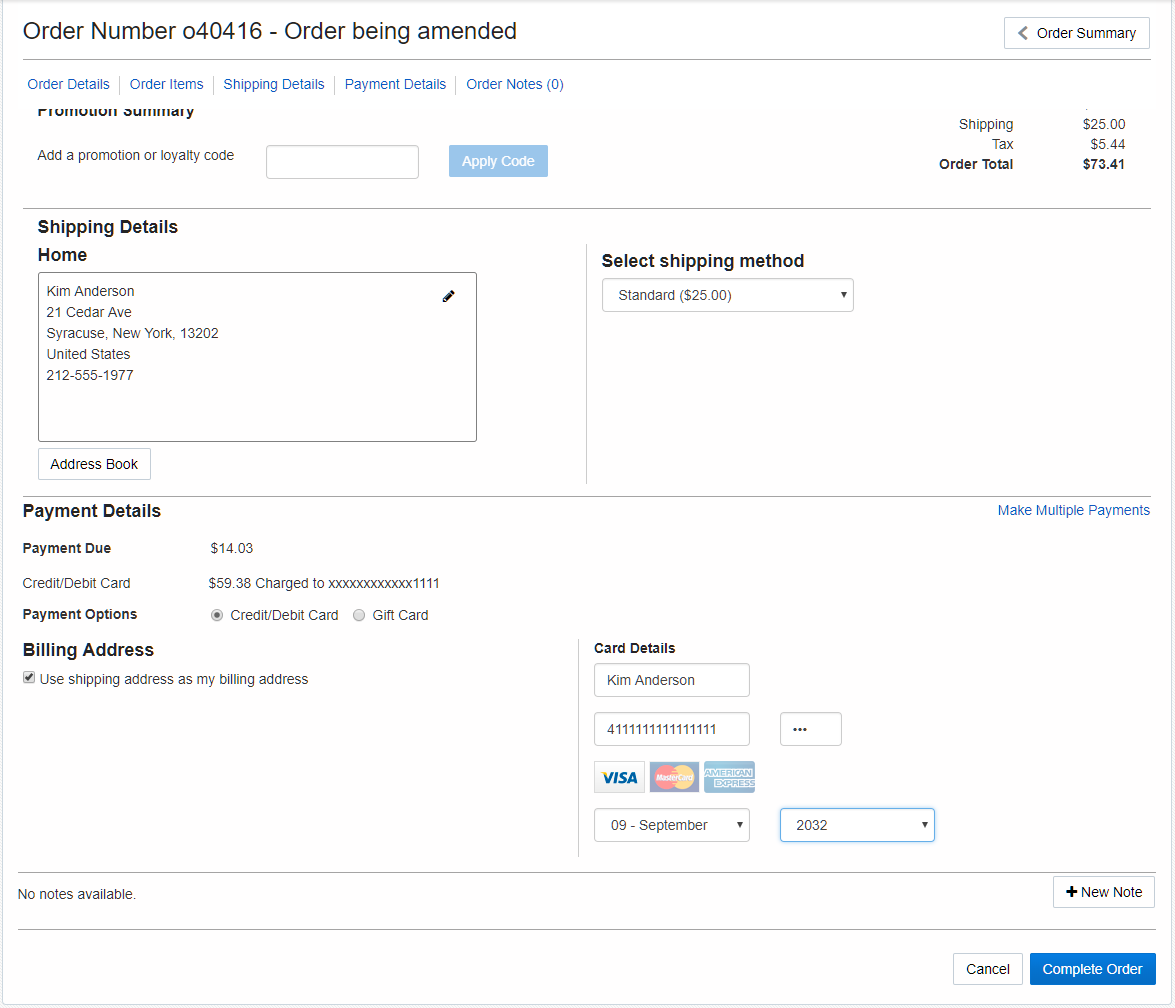 Order Number o40416 - Order being amended
Order Summary
Order Details Order Items Shipping Details Payment Details Order Notes (0)
Promotion Summary
Shipping $25.00
Add a promotion or loyalty code Apply Code
Tax $5.44
Order Total $73.41
Shipping Details
Home
Kim Anderson
21 Cedar Ave
Syracuse, New York, 13202
United States
212-555-1977
Address Book
Select shipping method
Standard ($25.00)
Payment Details
Make Multiple Payments
Payment Due $14.03
Credit/Debit Card $59.38 Charged to xxxxxxxxxxxx1111
Payment Options Credit/Debit Card Gift Card
Billing Address
Use shipping address as my billing address
Card Details
Kim Anderson
4111111111111111 •••
VISA MasterCard AMERICAN EXPRESS
09 - September 2032
No notes available.
New Note
Cancel Complete Order